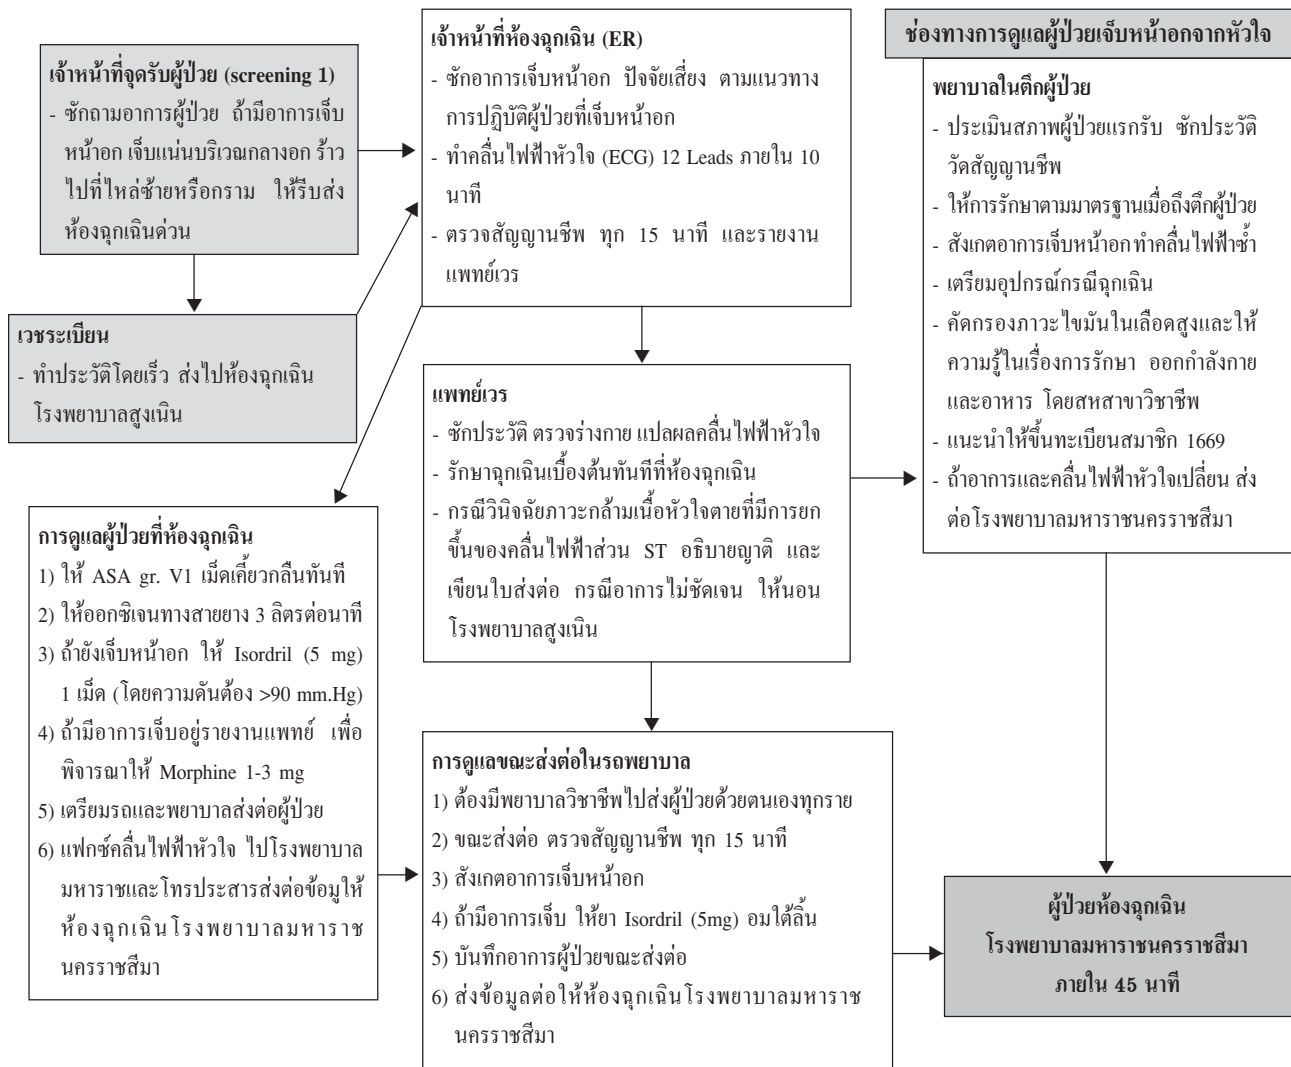 เจ้าหน้าที่จุดรับผู้ป่วย (screening 1)
- ซักถามอาการผู้ป่วย ถ้ามีอาการเจ็บ
หน้าอก เจ็บแน่นบริเวณกลางอก ร้าว
ไปที่ไหล่ซ้ายหรือกราม ให้รีบส่ง
ห้องฉุกเฉินด่วน
เวชระเบียน
- ทำประวัติโดยเร็ว ส่งไปห้องฉุกเฉิน
โรงพยาบาลสูงเนิน
เจ้าหน้าที่ห้องฉุกเฉิน (ER)
- ซักอาการเจ็บหน้าอก ปัจจัยเสี่ยง ตามแนวทาง
การปฏิบัติผู้ป่วยที่เจ็บหน้าอก
- ทำคลื่นไฟฟ้าหัวใจ (ECG) 12 Leads ภายใน 10
นาที
- ตรวจสัญญานชีพ ทุก 15 นาที และรายงาน
แพทย์เวร
แพทย์เวร
- ซักประวัติ ตรวจร่างกาย แปลผลคลื่นไฟฟ้าหัวใจ
- รักษาฉุกเฉินเบื้องต้นทันทีที่ห้องฉุกเฉิน
- กรณีวินิจฉัยภาวะกล้ามเนื้อหัวใจตายที่มีการยก
ขึ้นของคลื่นไฟฟ้าส่วน ST อธิบายญาติ และ
เขียนใบส่งต่อ กรณีอาการไม่ชัดเจน ให้นอน
โรงพยาบาลสูงเนิน
การดูแลผู้ป่วยที่ห้องฉุกเฉิน
1) ให้ ASA gr. V1 เม็ดเคี้ยวกลืนทันที
2) ให้ออกซิเจนทางสายยาง 3 ลิตรต่อนาที
3) ถ้ายังเจ็บหน้าอก ให้ Isordril (5 mg)
1 เม็ด (โดยความดันต้อง >90 mm.Hg)
4) ถ้ามีอาการเจ็บอยู่รายงานแพทย์ เพื่อ
พิจารณาให้ Morphine 1-3 mg
5) เตรียมรถและพยาบาลส่งต่อผู้ป่วย
6) แฟกซ์คลื่นไฟฟ้าหัวใจ ไปโรงพยาบาล
มหาราชและโทรประสารส่งต่อข้อมูให้
ห้องฉุกเฉินโรงพยาบาลมหาราช
นครราชสีมา
การดูแลขณะส่งต่อในรถพยาบาล
1) ต้องมีพยาบาลวิชาชีพไปส่งผู้ป่วยด้วยตนเองทุกราย
2) ขณะส่งต่อ ตรวจสัญญานชีพ ทุก 15 นาที
3) สังเกตอาการเจ็บหน้าอก
4) ถ้ามีอาการเจ็บ ให้ยา Isordril (5mg) อมใต้ลิ้น
5) บันทึกอาการผู้ป่วยขณะส่งต่อ
6) ส่งข้อมูลต่อให้ห้องฉุกเฉินโรงพยาบาลมหาราช
นครราชสีมา
ช่องทางการดูแลผู้ป่วยเจ็บหน้าอกจากหัวใจ
พยาบาลในตึกผู้ป่วย
- ประเมินสภาพผู้ป่วยแรกรับ ซักประวัติ
วัดสัญญานชีพ
- ให้การรักษาตามมาตรฐานเมื่อถึงตึกผู้ป่วย
- สังเกตอาการเจ็บหน้าอก ทำคลื่นไฟฟ้าซ้ำ
- เตรียมอุปกรณ์กรณีฉุกเฉิน
- คัดกรองภาวะไขมันในเลือดสูงและให้
ความรู้ในเรื่องการรักษา ออกกำลังกาย
และอาหาร โดยสหสาขาวิชาชีพ
- แนะนำให้ขึ้นทะเบียนสมาชิก 1669
- ถ้าอาการและคลื่นไฟฟ้าหัวใจเปลี่ยน ส่ง
ต่อโรงพยาบาลมหาราชนครราชสีมา
ผู้ป่วยห้องฉุกเฉิน
โรงพยาบาลมหาราชนครราชสีมา
ภายใน 45 นาที